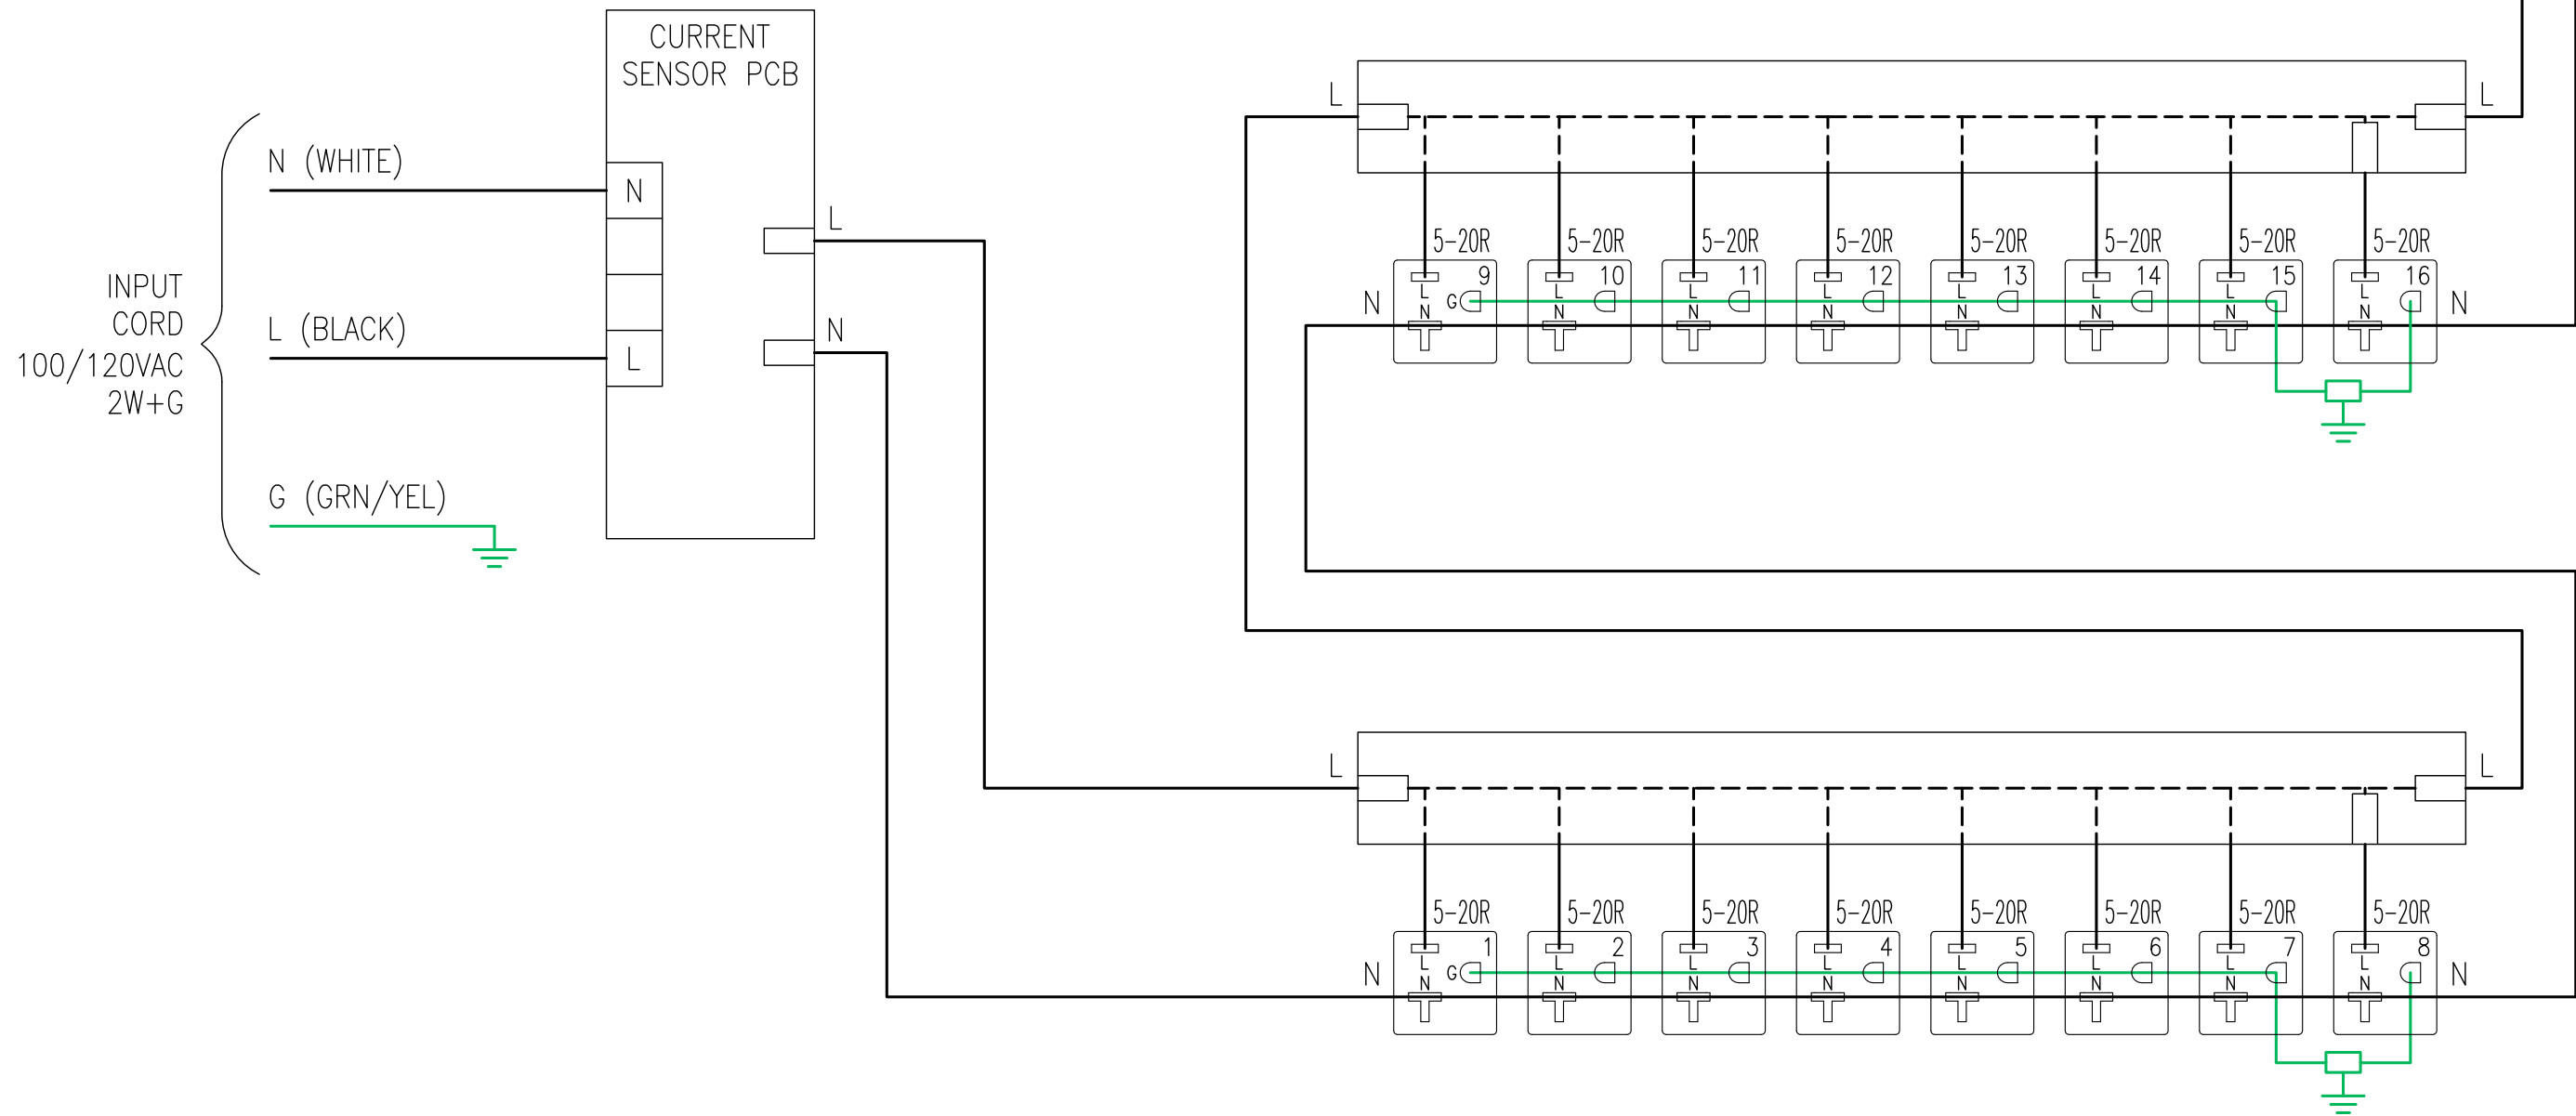 CURRENT
SENSOR PCB
N (WHITE)
N
L (BLACK)
L
G (GRN/YEL)
INPUT
CORD
100/120VAC
2W+G
L
N
L
L
5-20R 5-20R 5-20R 5-20R 5-20R 5-20R 5-20R 5-20R
9 10 11 12 13 14 15 16
L L L L L L L L
N G N
N N N N N N N N
L
L
5-20R 5-20R 5-20R 5-20R 5-20R 5-20R 5-20R 5-20R
1 2 3 4 5 6 7 8
L L L L L L L L
N G N
N N N N N N N N